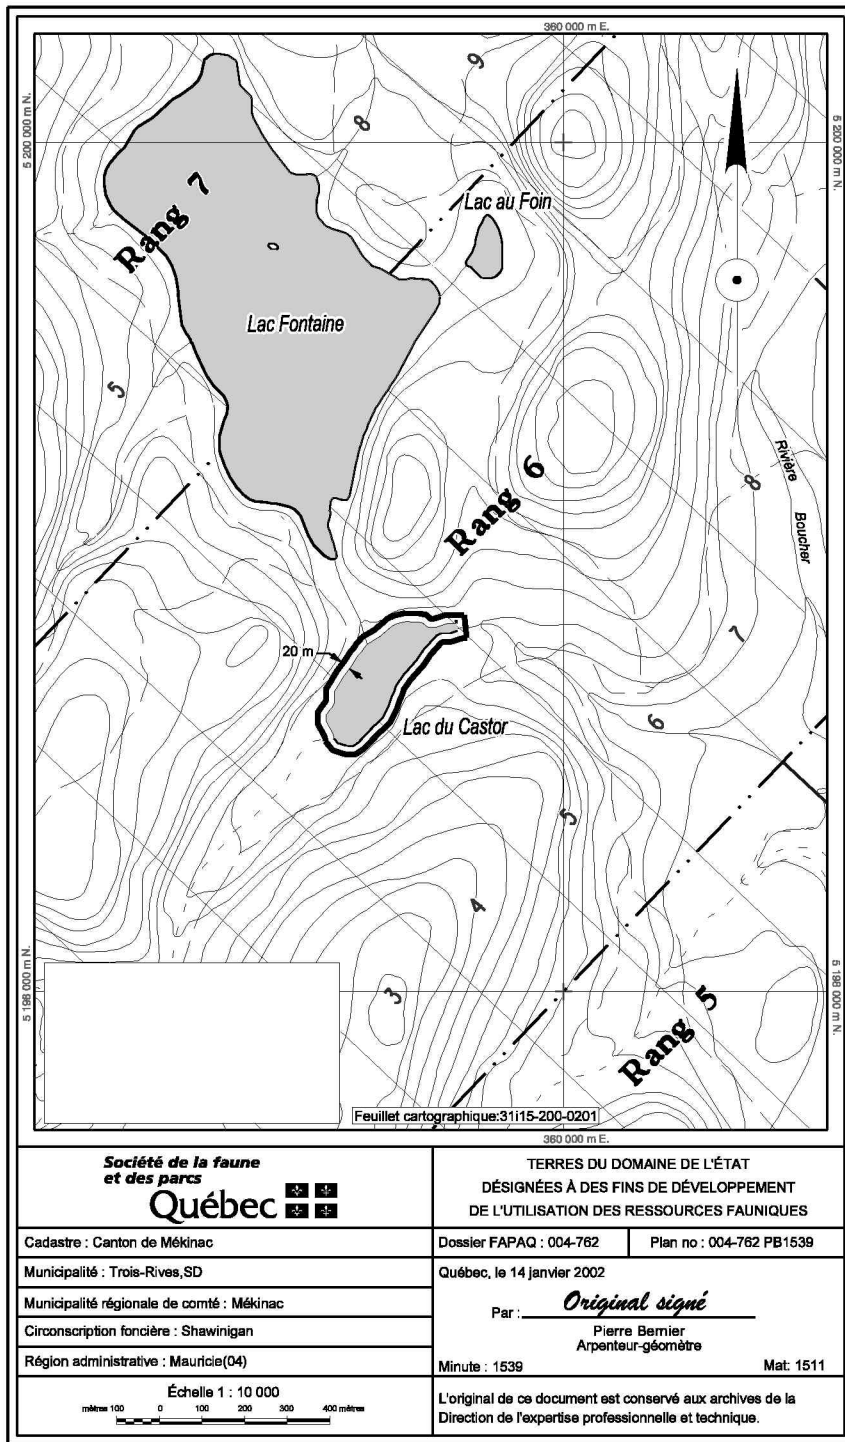 360 000 m E.
5 200 000 m N.
5 200 000 m N.
9
8
Rang 7
Lac au Foin
Lac Fontaine
5
Rang 6
8
Rivière
Boucher
20 m
7
Lac du Castor
6
5
4
3
Rang 5
5 198 000 m N.
5 198 000 m N.
Feuillet cartographique:31I15-200-0201
360 000 m E.
Société de la faune
et des parcs
Québec
TERRES DU DOMAINE DE L'ÉTAT
DÉSIGNÉES À DES FINS DE DÉVELOPPEMENT
DE L'UTILISATION DES RESSOURCES FAUNIQUES
Cadastre : Canton de Mékinac
Dossier FAPAQ : 004-762
Plan no : 004-762 PB1539
Municipalité : Trois-Rives,SD
Municipalité régionale de comté : Mékinac
Circonscription foncière : Shawinigan
Région administrative : Mauricie(04)
Québec, le 14 janvier 2002
Par : Original signé
Pierre Bernier
Arpenteur-géomètre
Minute : 1539
Mat: 1511
Échelle 1 : 10 000
mètres 100 0 100 200 300 400 mètres
L'original de ce document est conservé aux archives de la
Direction de l'expertise professionnelle et technique.